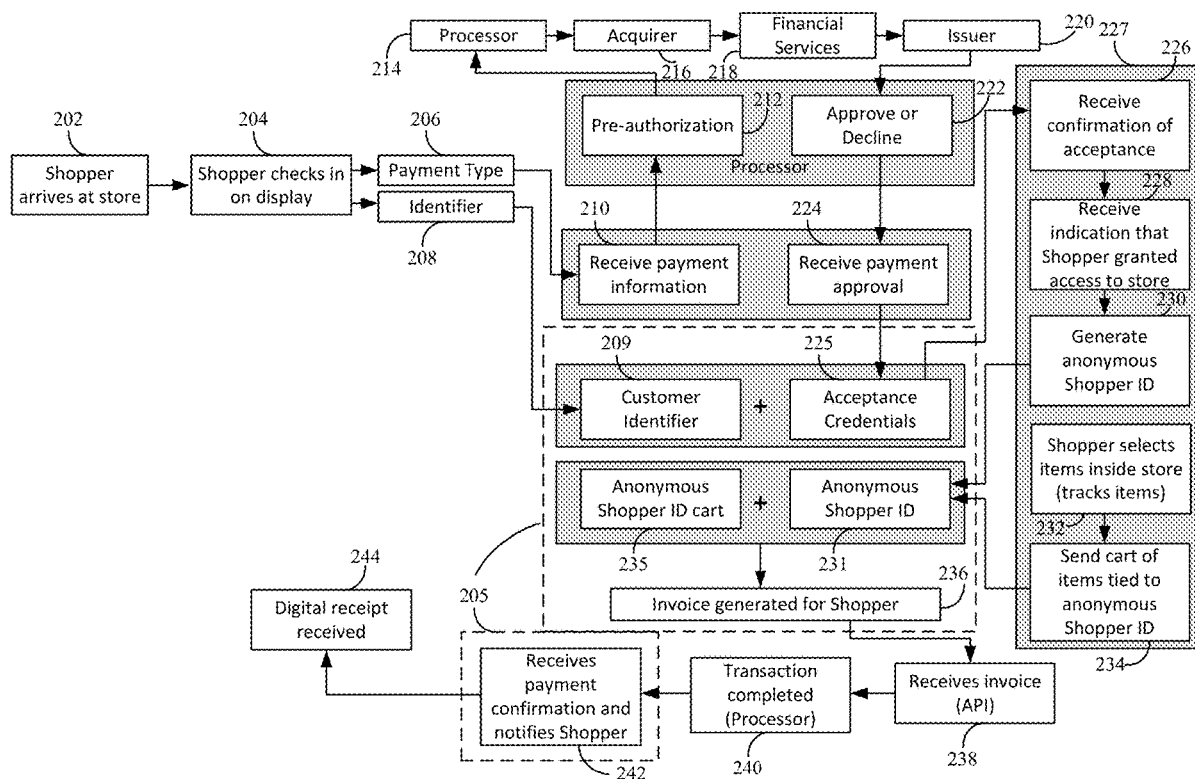 Processor
Acquirer
Financial
Services
Issuer
214
216
218
220
227
226
212
222
Pre-authorization
Approve or
Decline
Processor
Receive
confirmation of
acceptance
202
204
206
Shopper
arrives at store
Shopper checks in
on display
Payment Type
Identifier
208
228
Receive
indication that
Shopper granted
access to store
210
224
Receive payment
information
Receive payment
approval
230
Generate
anonymous
Shopper ID
209
225
Customer
Identifier
+
Acceptance
Credentials
Shopper selects
items inside store
(tracks items)
232
Anonymous
Shopper ID cart
+
Anonymous
Shopper ID
235
231
Send cart of
items tied to
anonymous
Shopper ID
234
244
205
236
Digital receipt
received
Invoice generated for Shopper
Receives
payment
confirmation and
notifies Shopper
242
Transaction
completed
(Processor)
240
Receives invoice
(API)
238